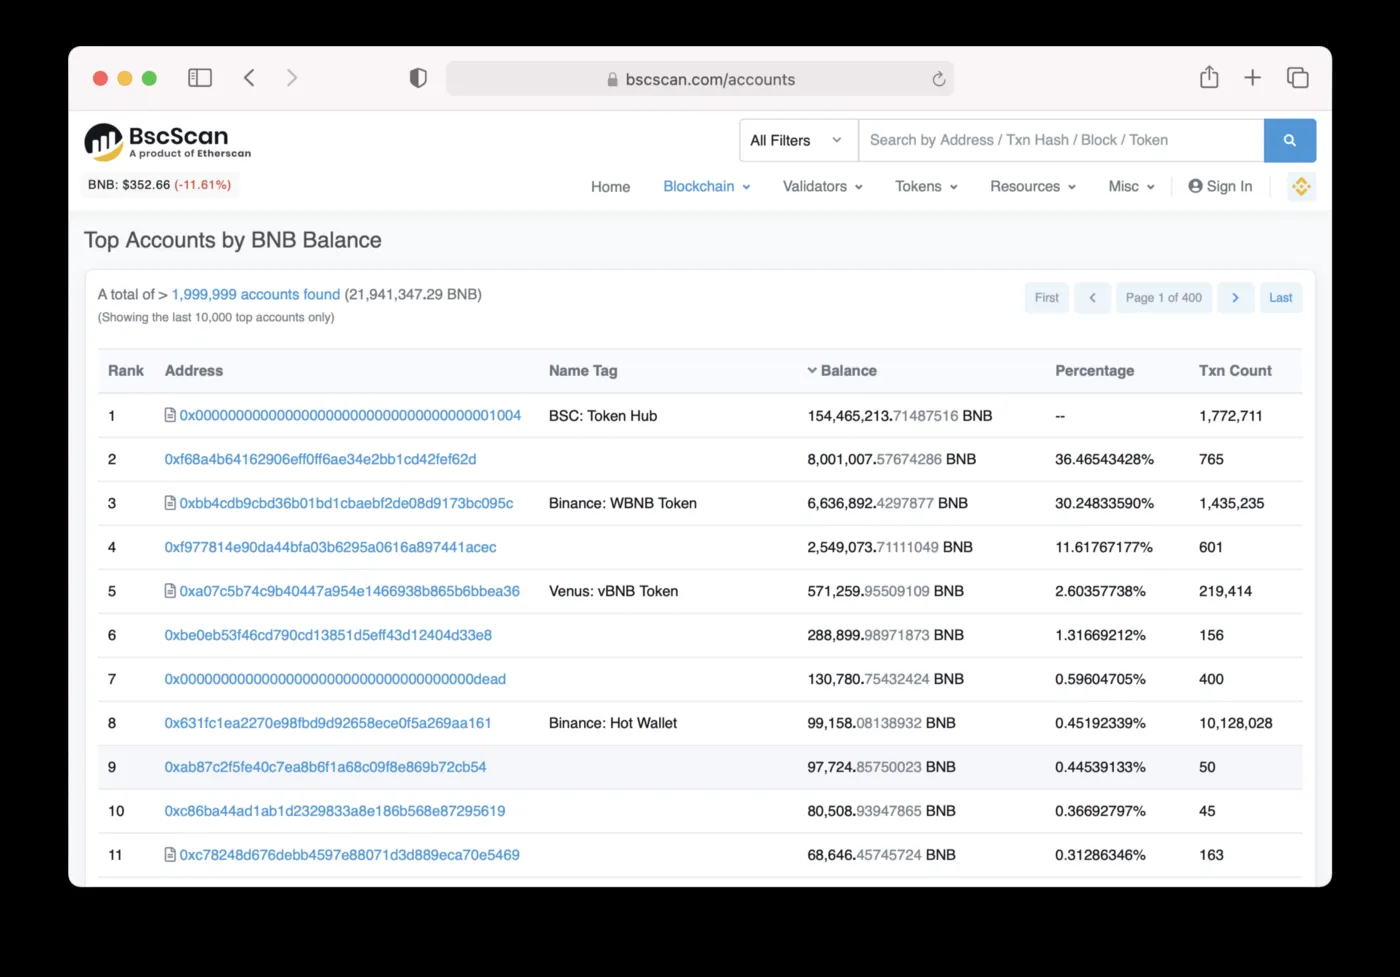 bscscan.com/accounts
BscScan
A product of Etherscan
All Filters
Search by Address / Txn Hash / Block / Token
BNB: $352.66 (-11.61%)
Home Blockchain Validators Tokens Resources Misc Sign In
Top Accounts by BNB Balance
A total of > 1,999,999 accounts found (21,941,347.29 BNB)
(Showing the last 10,000 top accounts only)
First Page 1 of 400 Last
Rank Address Name Tag Balance Percentage Txn Count
1 0x0000000000000000000000000000000000001004 BSC: Token Hub 154,465,213.71487516 BNB -- 1,772,711
2 0xf68a4b64162906eff0ff6ae34e2bb1cd42fef62d 8,001,007.57674286 BNB 36.46543428% 765
3 0xbb4cdb9cbd36b01bd1cbaebf2de08d9173bc095c Binance: WBNB Token 6,636,892.4297877 BNB 30.24833590% 1,435,235
4 0xf977814e90da44bfa03b6295a0616a897441acec 2,549,073.71111049 BNB 11.61767177% 601
5 0xa07c5b74c9b40447a954e1466938b865b6bbea36 Venus: vBNB Token 571,259.95509109 BNB 2.60357738% 219,414
6 0xbe0eb53f46cd790cd13851d5eff43d12404d33e8 288,899.98971873 BNB 1.31669212% 156
7 0x000000000000000000000000000000000000dead 130,780.75432424 BNB 0.59604705% 400
8 0x631fc1ea2270e98fbd9d92658ece0f5a269aa161 Binance: Hot Wallet 99,158.08138932 BNB 0.45192339% 10,128,028
9 0xab87c2f5fe40c7ea8b6f1a68c09f8e869b72cb54 97,724.85750023 BNB 0.44539133% 50
10 0xc86ba44ad1ab1d2329833a8e186b568e87295619 80,508.93947865 BNB 0.36692797% 45
11 0xc78248d676debb4597e88071d3d889eca70e5469 68,646.45745724 BNB 0.31286346% 163